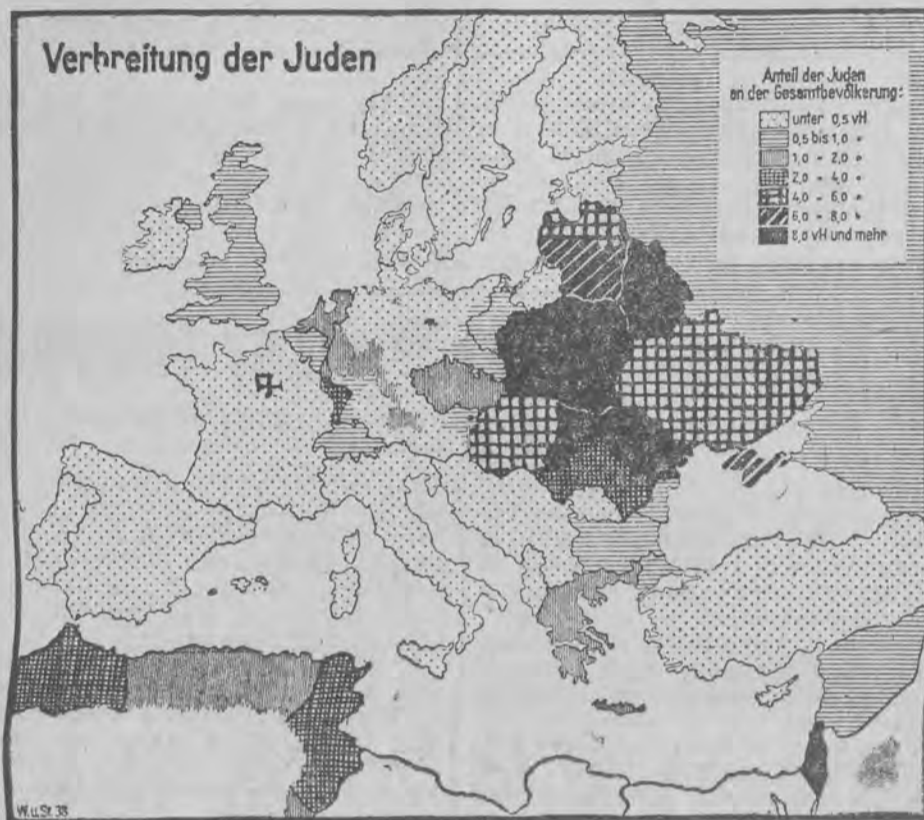 Verbreitung der Juden
Anteil der Juden
an der Gesamtbevölkerung:
unter 0,5 vH
0,5 bis 1,0 "
1,0 " 2,0 "
2,0 " 4,0 "
4,0 " 6,0 "
6,0 " 8,0 "
8,0 vH und mehr
W.u.St. 38